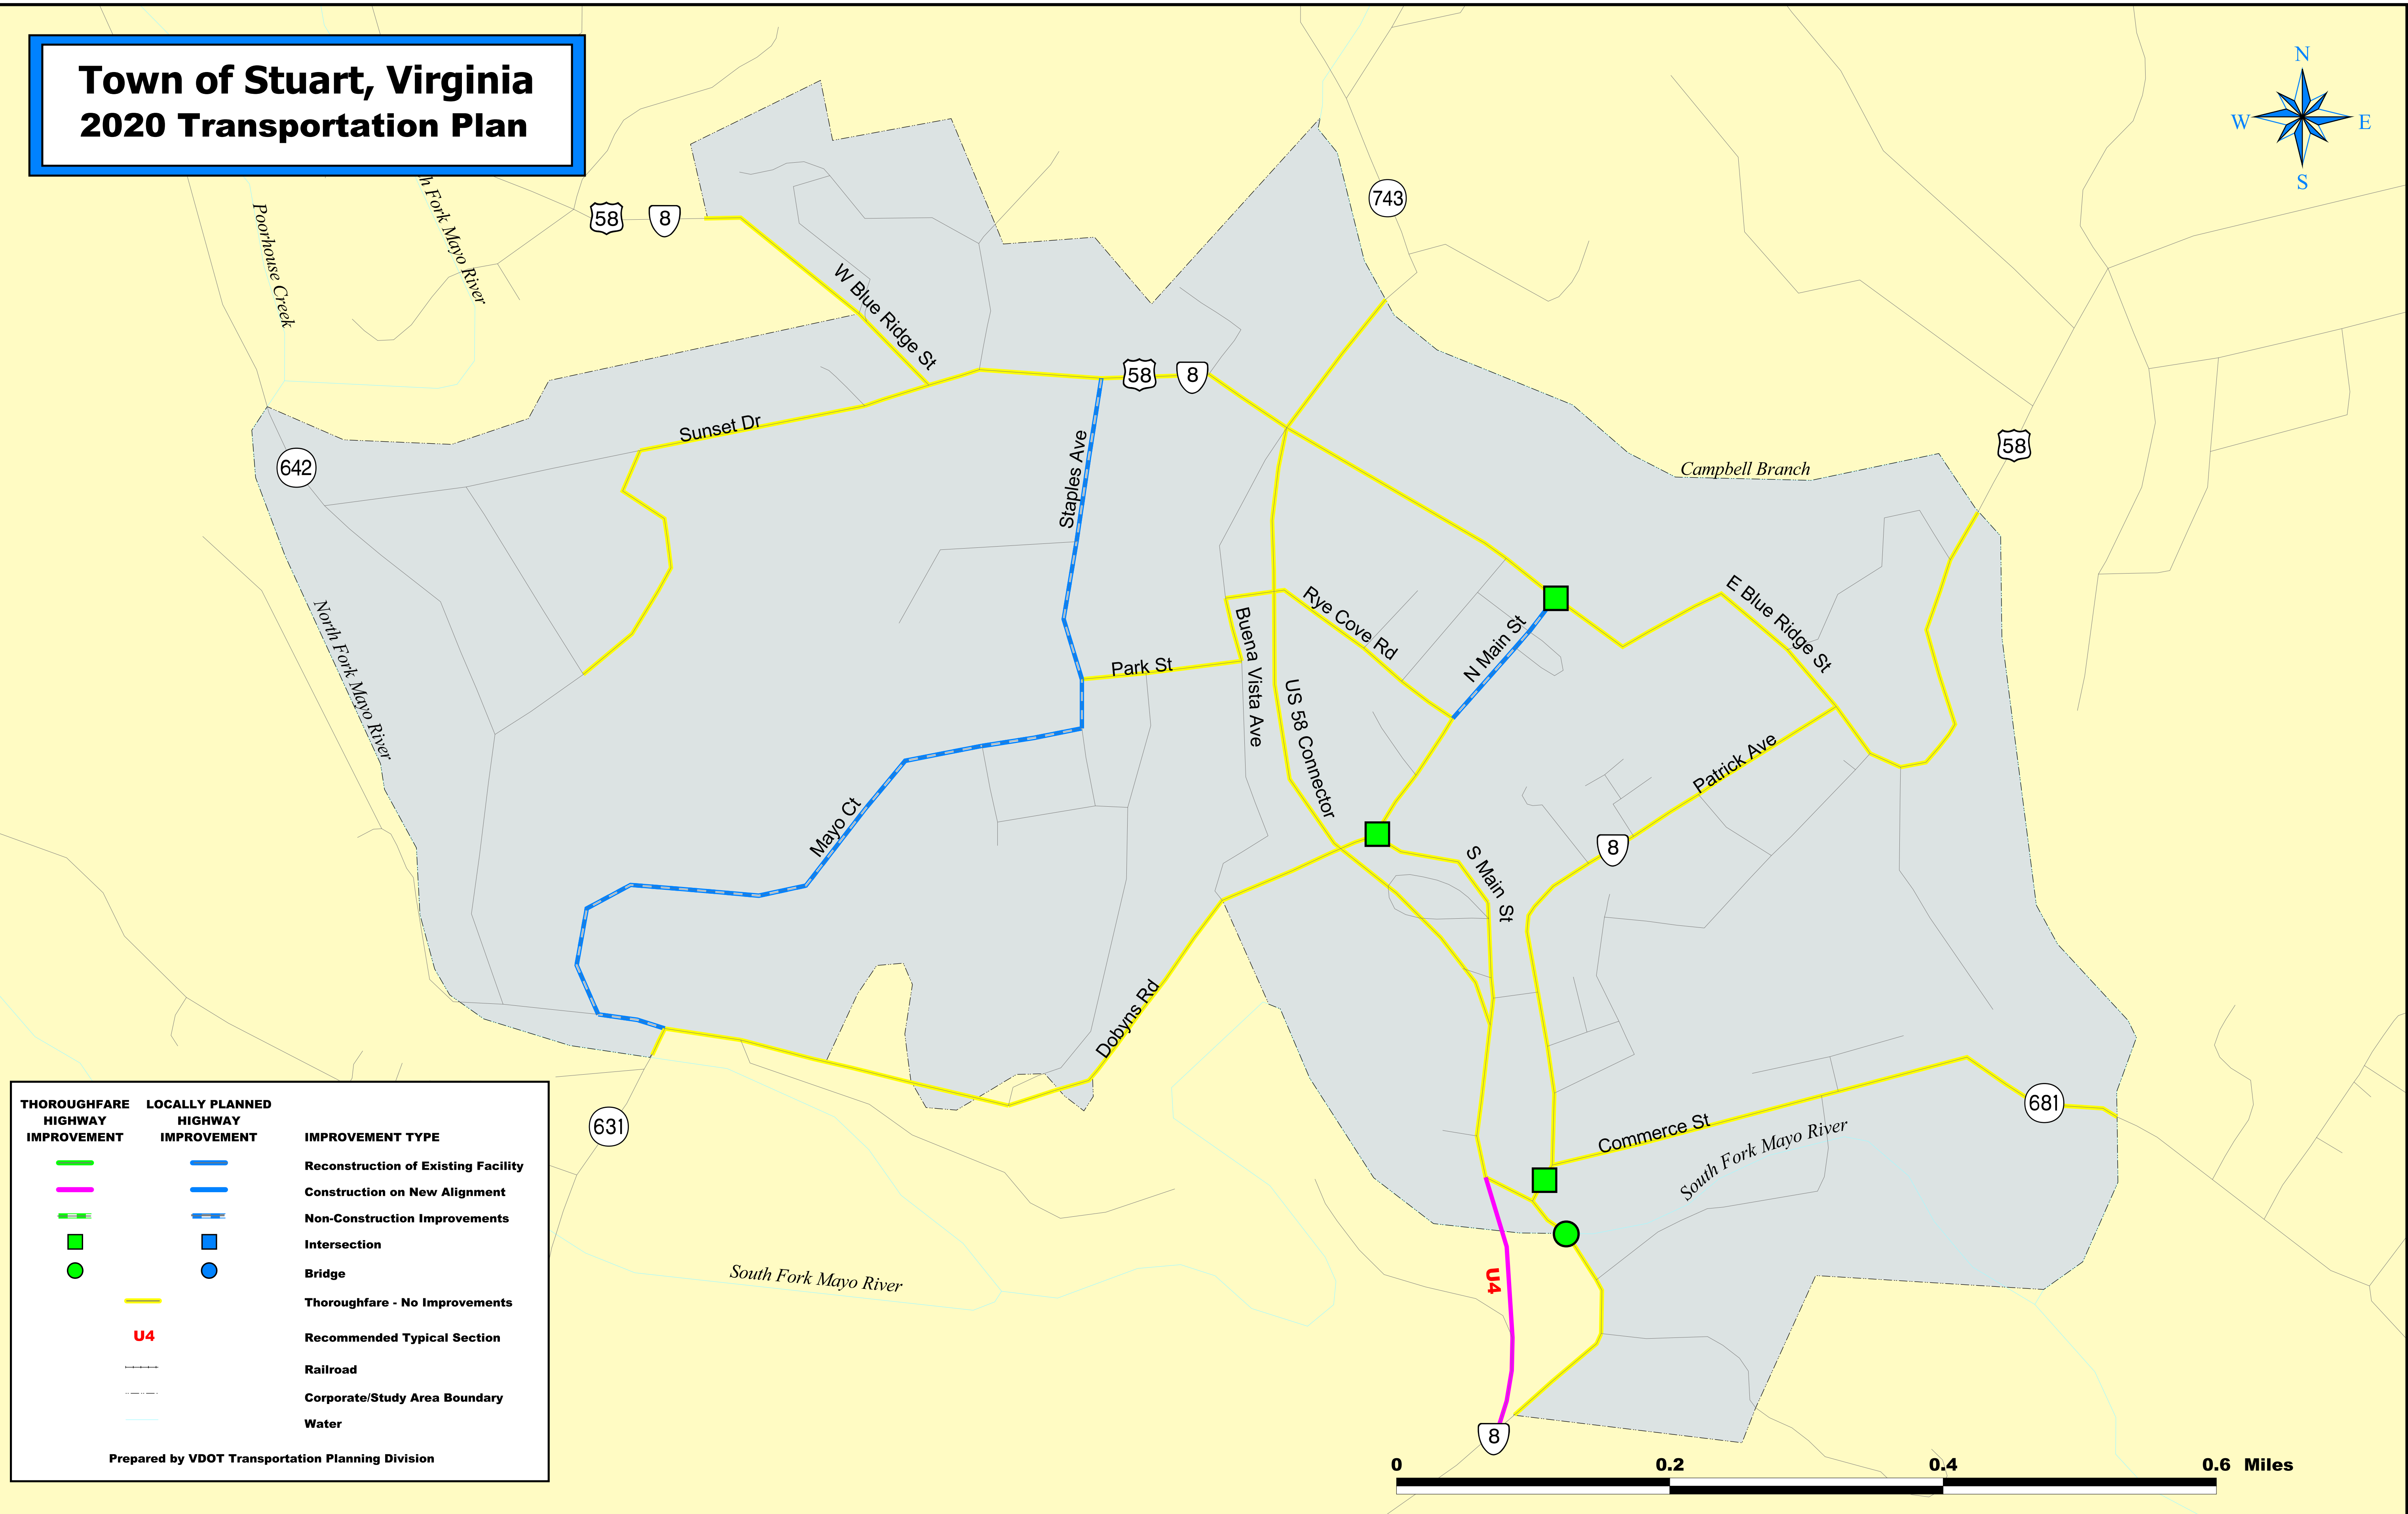 Town of Stuart, Virginia
2020 Transportation Plan
N
W
E
S
743
58
8
h Fork Mayo River
Poorhouse Creek
W Blue Ridge St
58
8
Sunset Dr
58
Campbell Branch
642
Staples Ave
North Fork Mayo River
Rye Cove Rd
N Main St
E Blue Ridge St
Buena Vista Ave
Park St
US 58 Connector
Patrick Ave
Mayo Ct
8
S Main St
Dobyns Rd
681
Commerce St
South Fork Mayo River
631
South Fork Mayo River
U4
8
THOROUGHFARE
HIGHWAY
IMPROVEMENT
LOCALLY PLANNED
HIGHWAY
IMPROVEMENT
IMPROVEMENT TYPE
Reconstruction of Existing Facility
Construction on New Alignment
Non-Construction Improvements
Intersection
Bridge
Thoroughfare - No Improvements
U4
Recommended Typical Section
Railroad
Corporate/Study Area Boundary
Water
Prepared by VDOT Transportation Planning Division
0 0.2 0.4 0.6 Miles